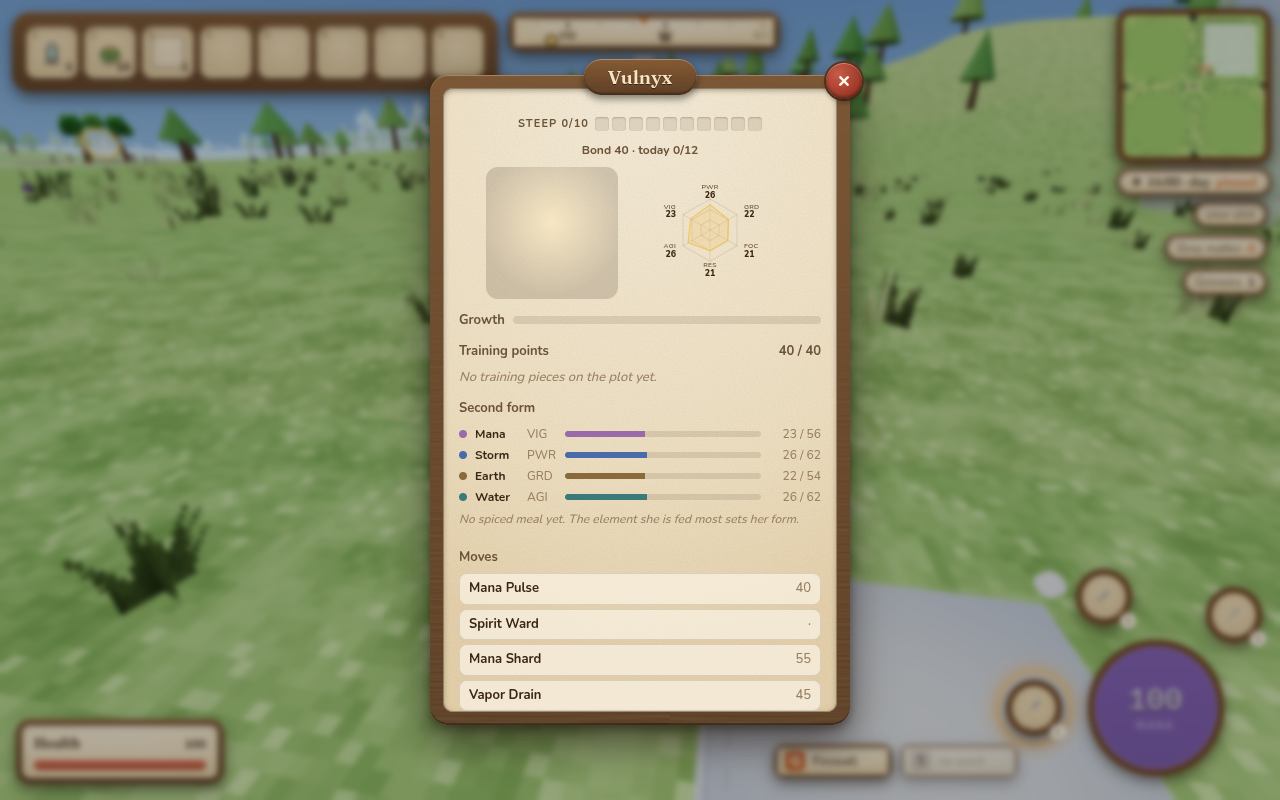 Vulnyx
×
STEEP 0/10
Bond 40 · today 0/12
PWR
26
VIG
23
GRD
22
AGI
26
FOC
21
RES
21
Growth
Training points 40 / 40
No training pieces on the plot yet.
Second form
Mana VIG 23 / 56
Storm PWR 26 / 62
Earth GRD 22 / 54
Water AGI 26 / 62
No spiced meal yet. The element she is fed most sets her form.
Moves
Mana Pulse 40
Spirit Ward ·
Mana Shard 55
Vapor Drain 45
Health 100
100